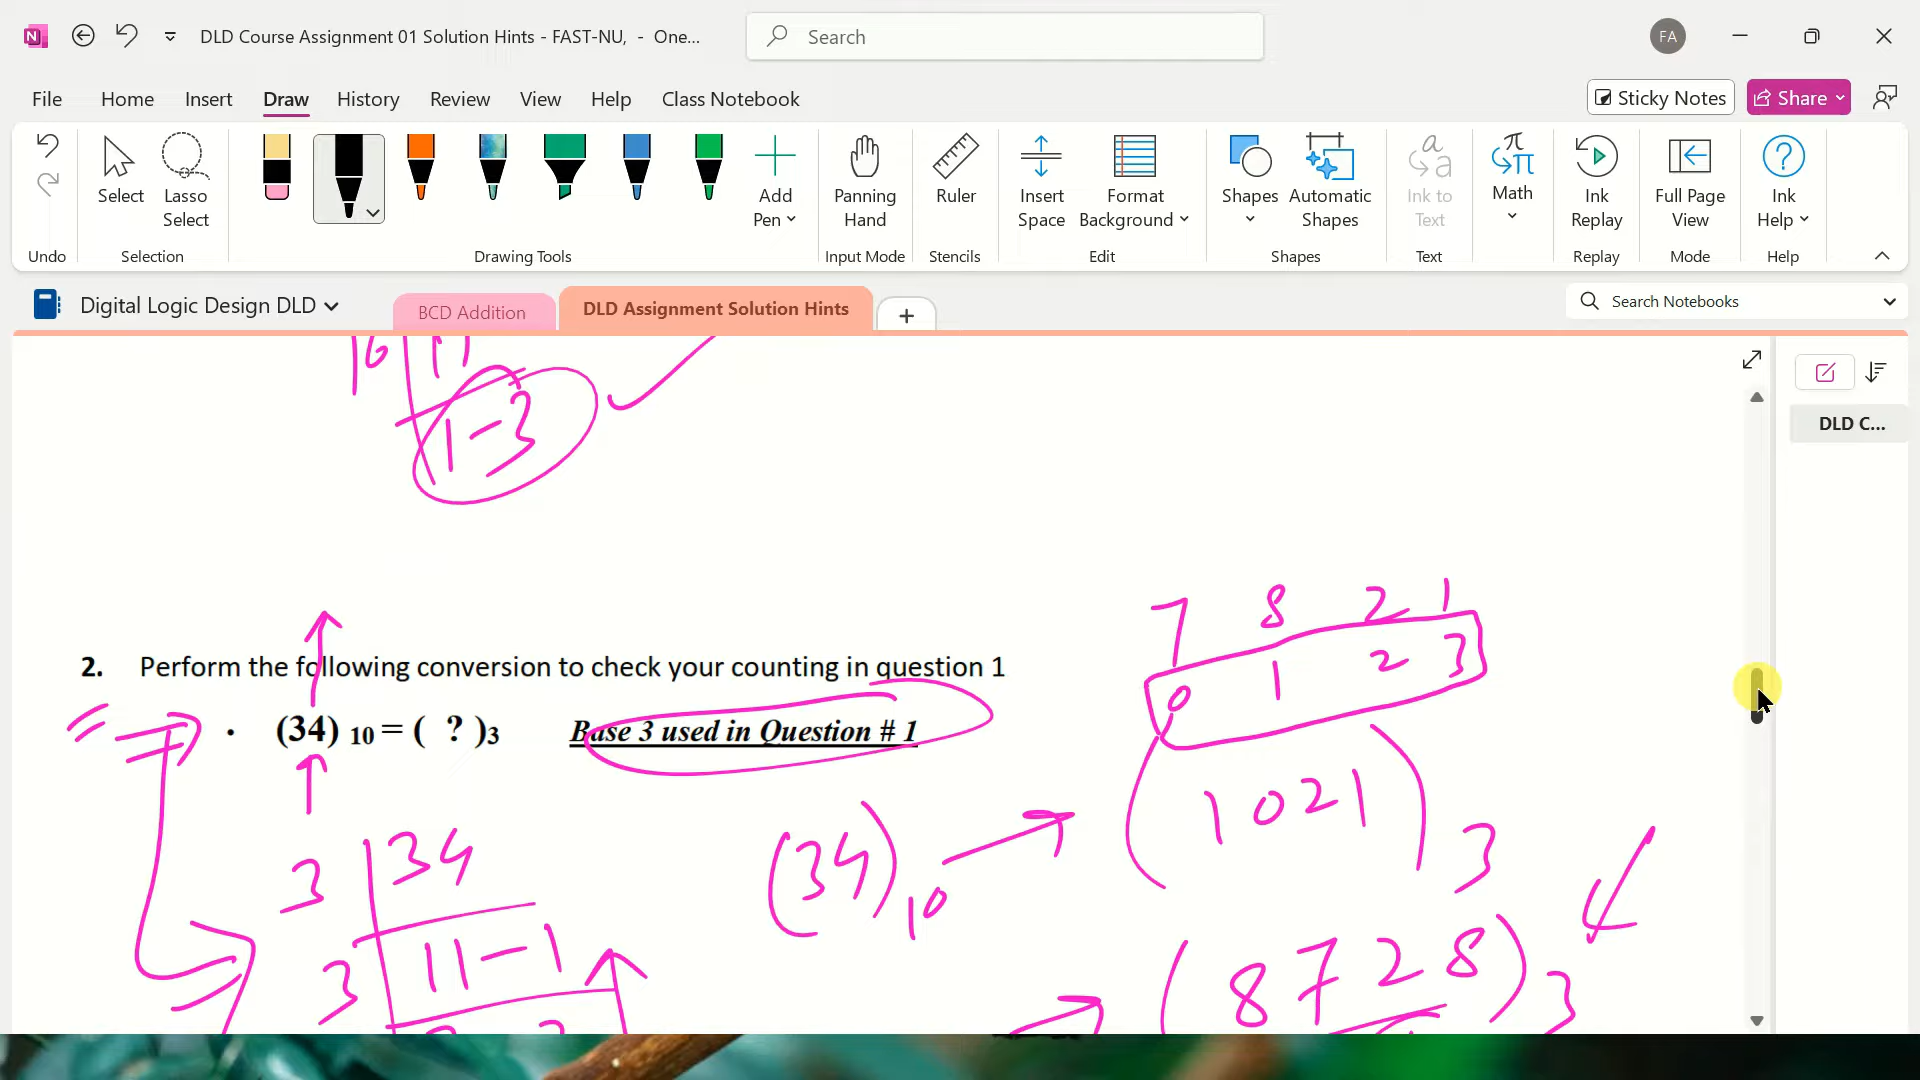 DLD Course Assignment 01 Solution Hints - FAST-NU, - One...
Search
FA
File Home Insert Draw History Review View Help Class Notebook
Sticky Notes Share
Select
Lasso Select
Add Pen
Panning Hand
Ruler
Insert Space
Format Background
Shapes
Automatic Shapes
Ink to Text
Math
Ink Replay
Full Page View
Ink Help
Undo Selection Drawing Tools Input Mode Stencils Edit Shapes Text Replay Mode Help
Digital Logic Design DLD
BCD Addition
DLD Assignment Solution Hints
+
Search Notebooks
DLD C...
16 17
1-3
7 8 2 1
0 1 2 3
2. Perform the following conversion to check your counting in question 1
. (34) 10 = ( ? )3 Base 3 used in Question # 1
(34)10
(1021)3
3 34
3 11-1
(8728)3